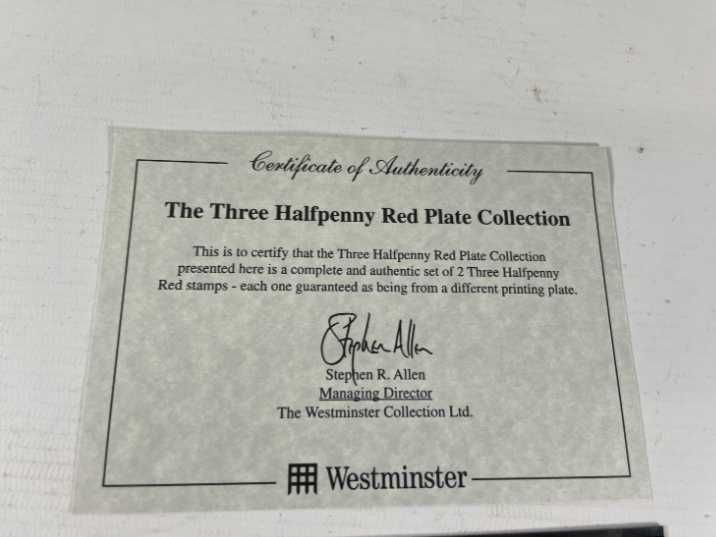 Certificate of Authenticity
The Three Halfpenny Red Plate Collection
This is to certify that the Three Halfpenny Red Plate Collection
presented here is a complete and authentic set of 2 Three Halfpenny
Red stamps - each one guaranteed as being from a different printing plate.
Stephen Allen
Stephen R. Allen
Managing Director
The Westminster Collection Ltd.
Westminster